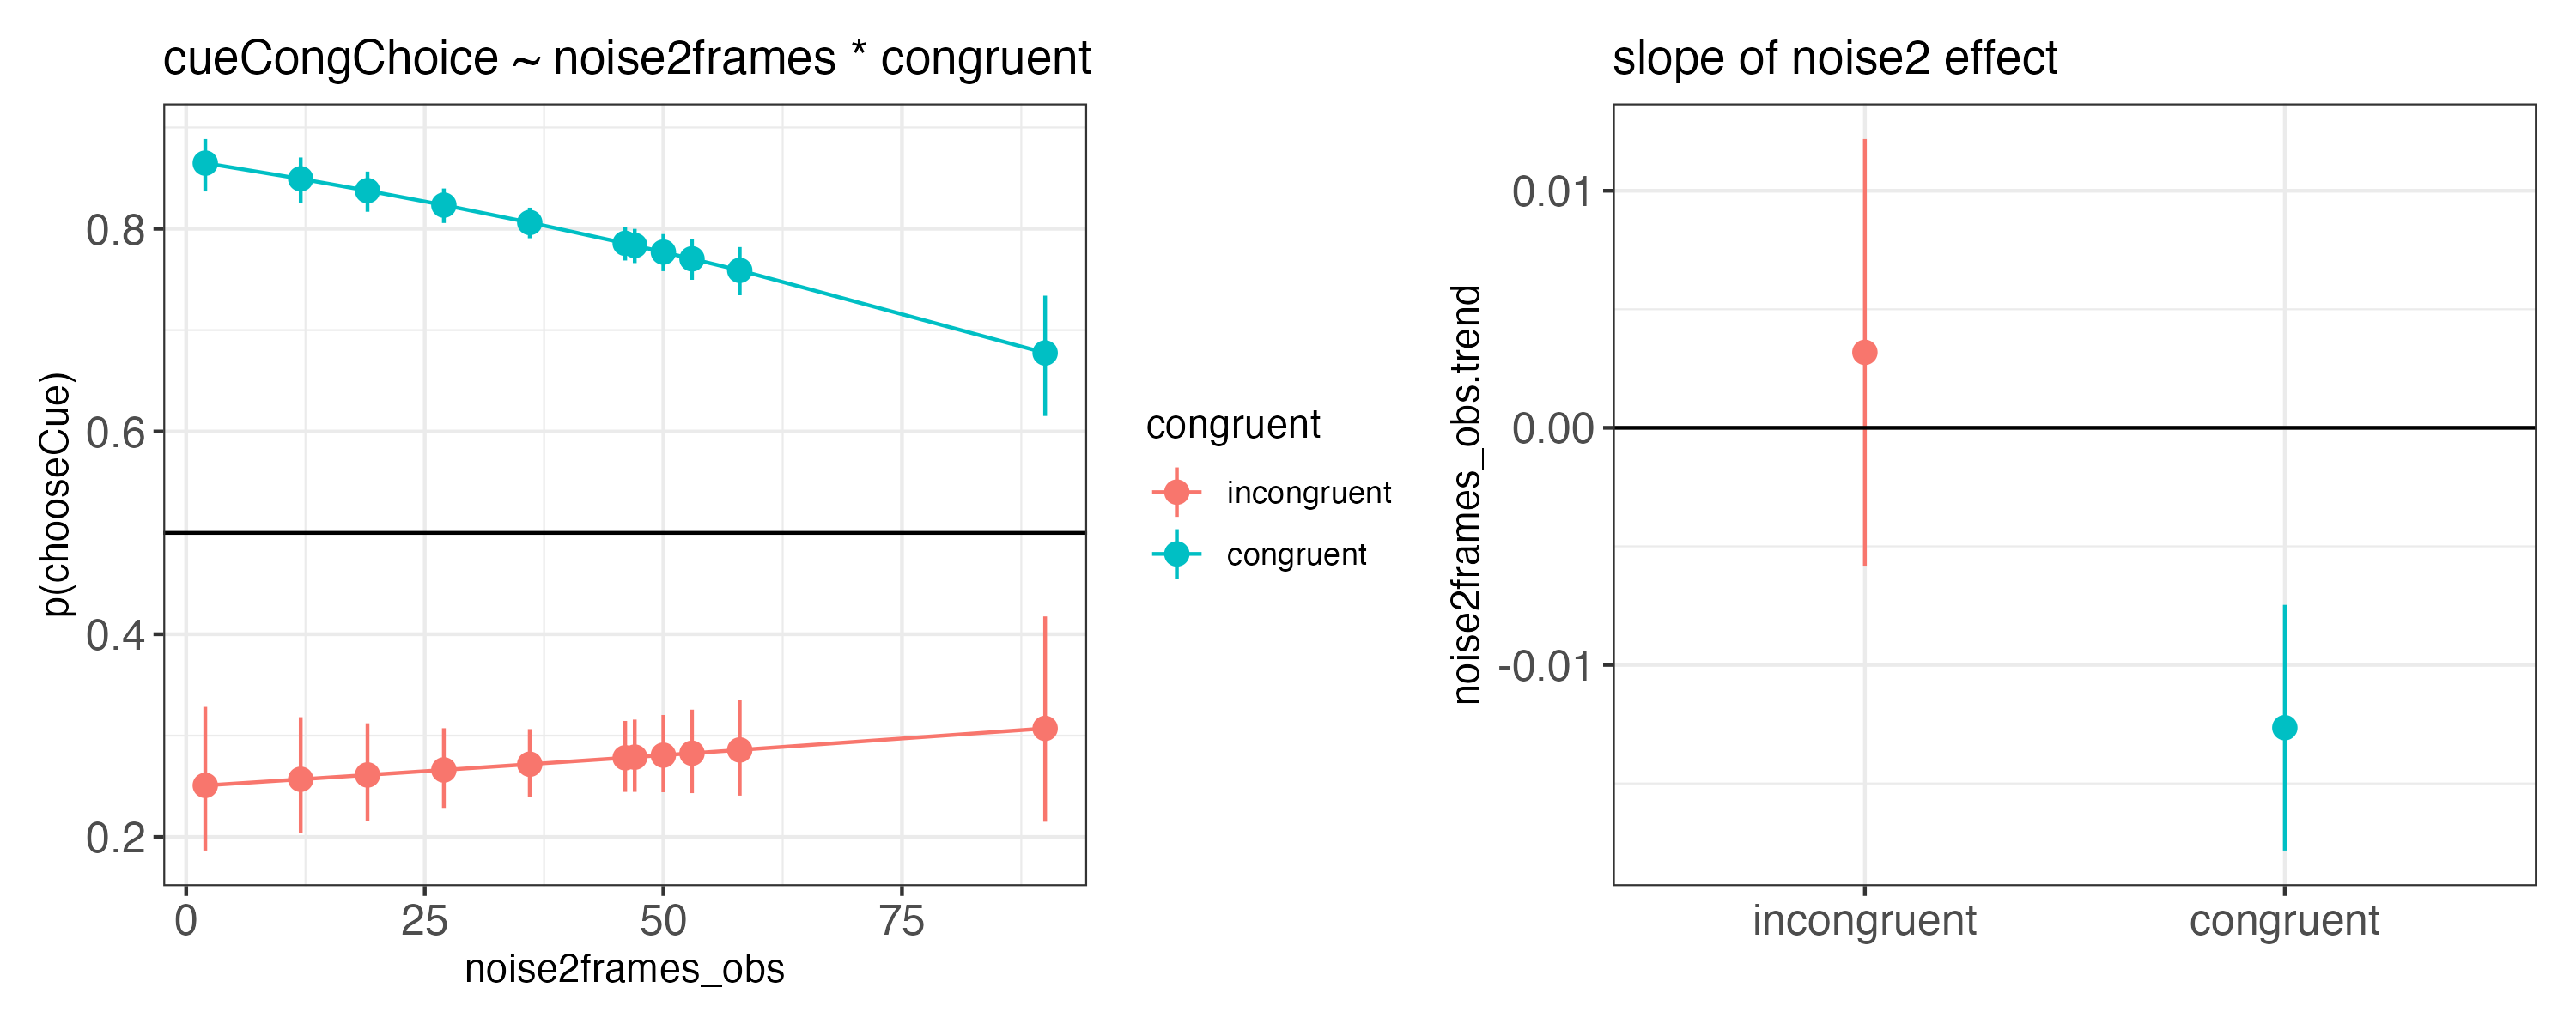 cueCongChoice ~ noise2frames * congruent
p(chooseCue)
0.8
0.6
0.4
0.2
0
25
50
75
noise2frames_obs
congruent
incongruent
congruent
slope of noise2 effect
noise2frames_obs.trend
0.01
0.00
-0.01
incongruent
congruent